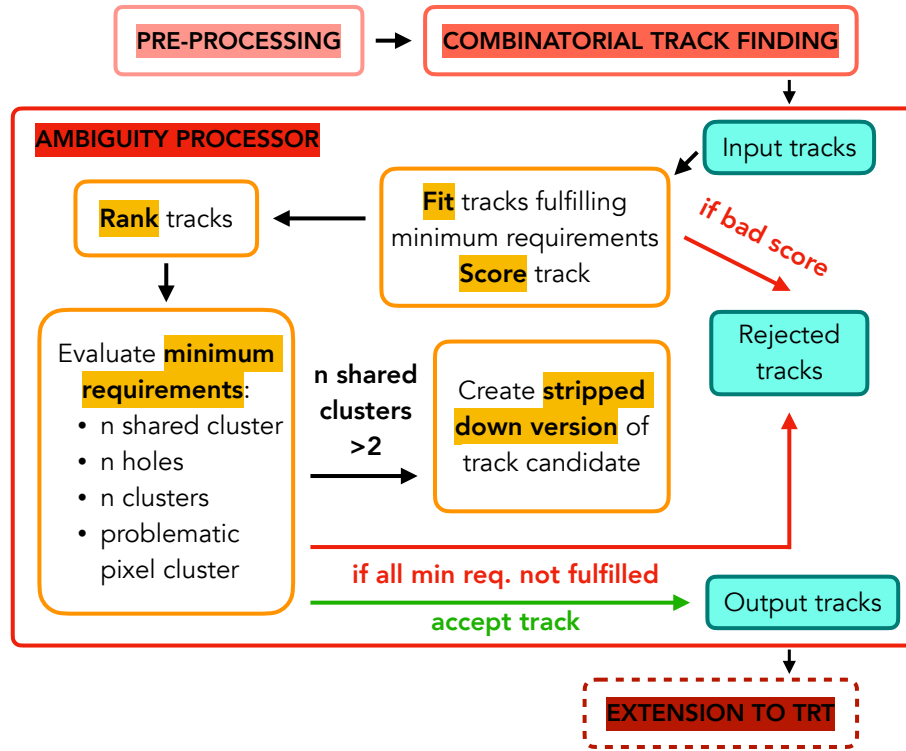 PRE-PROCESSING
COMBINATORIAL TRACK FINDING
AMBIGUITY PROCESSOR
Input tracks
Fit tracks fulfilling
minimum requirements
Score track
Rank tracks
if bad score
Rejected
tracks
Evaluate minimum
requirements:
• n shared cluster
• n holes
• n clusters
• problematic
pixel cluster
n shared
clusters
>2
Create stripped
down version of
track candidate
if all min req. not fulfilled
accept track
Output tracks
EXTENSION TO TRT